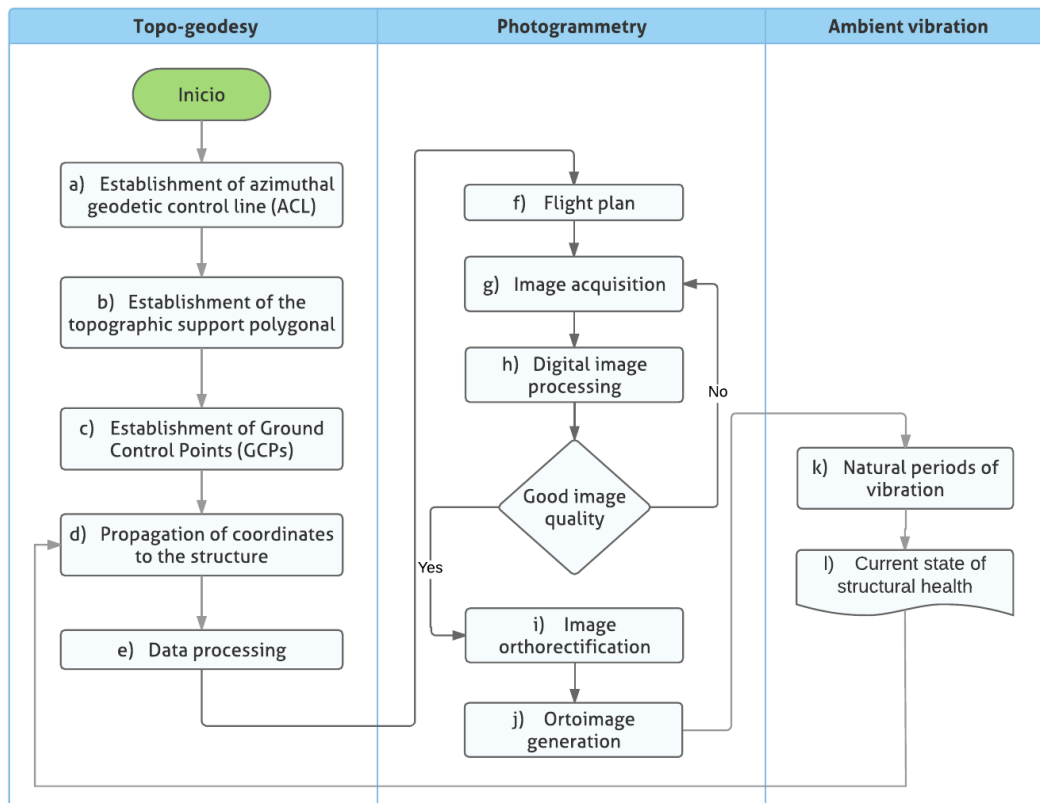 Topo-geodesy
Photogrammetry
Ambient vibration
Inicio
a) Establishment of azimuthal
geodetic control line (ACL)
b) Establishment of the
topographic support polygonal
c) Establishment of Ground
Control Points (GCPs)
d) Propagation of coordinates
to the structure
e) Data processing
f) Flight plan
g) Image acquisition
h) Digital image
processing
No
Good image
quality
Yes
i) Image
orthorectification
j) Ortoimage
generation
k) Natural periods of
vibration
l) Current state of
structural health